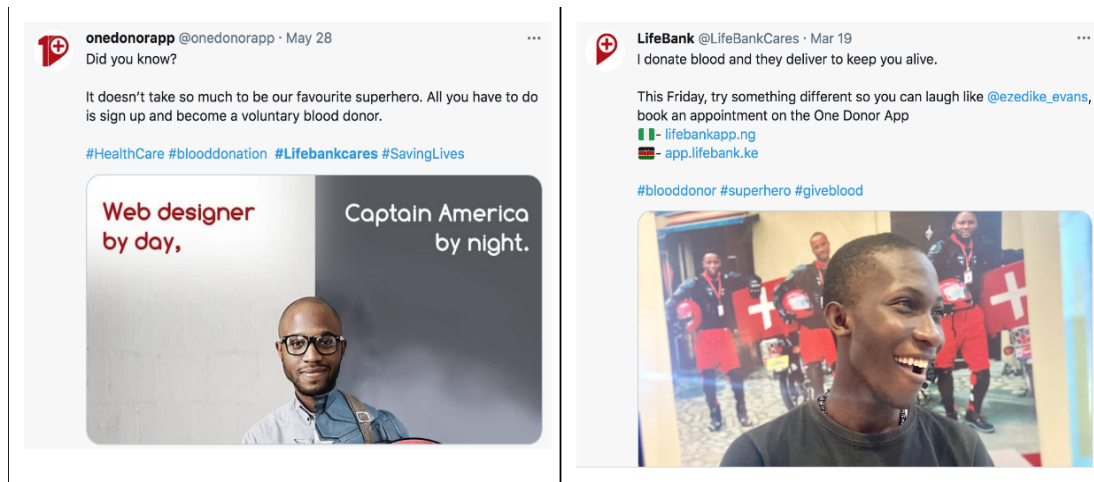 onedonorapp @onedonorapp · May 28
Did you know?
It doesn’t take so much to be our favourite superhero. All you have to do
is sign up and become a voluntary blood donor.
#HealthCare #blooddonation #Lifebankcares #SavingLives
Web designer
by day,
Captain America
by night.
LifeBank @LifeBankCares · Mar 19
I donate blood and they deliver to keep you alive.
This Friday, try something different so you can laugh like @ezedike_evans,
book an appointment on the One Donor App
🇳🇬- lifebankapp.ng
🇰🇪- app.lifebank.ke
#blooddonor #superhero #giveblood